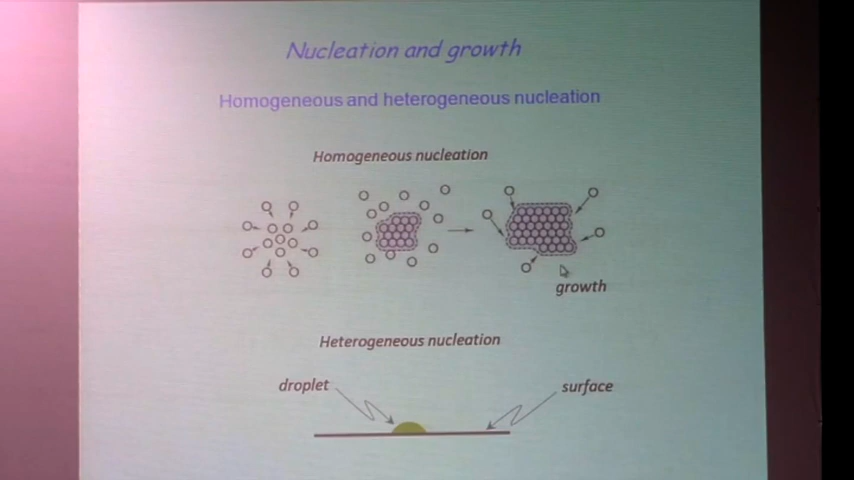 Nucleation and growth
Homogeneous and heterogeneous nucleation
Homogeneous nucleation
growth
Heterogeneous nucleation
droplet
surface